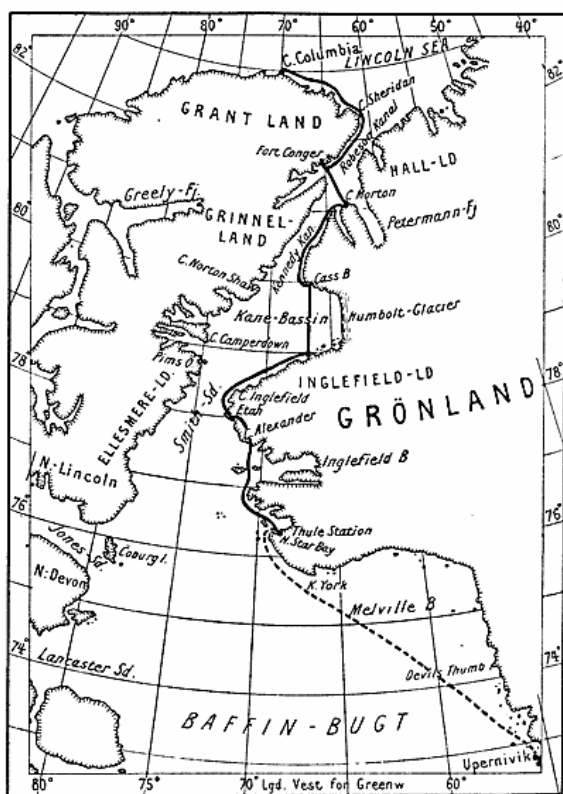 90° 80° 70° 60° 50° 40°
82°
C. Columbia
LINCOLN SEA
82°
C. Sheridan
GRANT LAND
Robeson Kanal
Fort Conger
HALL-LD
Greely-Fj.
C. Morton
80°
GRINNEL-
LAND
Petermann-Fj
80°
Kennedy Kan.
C. Norton Shaw
Cass B
Kane-Bassin
Humbolt-Glacier
C. Camperdown
78°
Pims Ö
78°
INGLEFIELD-LD
ELLESMERE-LD.
Smith-Sd.
C. Inglefield
Etah
GRÖNLAND
Alexander
Inglefield B
N.-Lincoln
76°
76°
Thule Station
N. Star Bay
Jones Sd.
Coburg I.
N:Devon
K. York
Melville B
74°
Lancaster Sd.
Devils Thumb
74°
BAFFIN-BUGT
Upernivik
80° 75° 70° Lgd. Vest for Greenw 60°